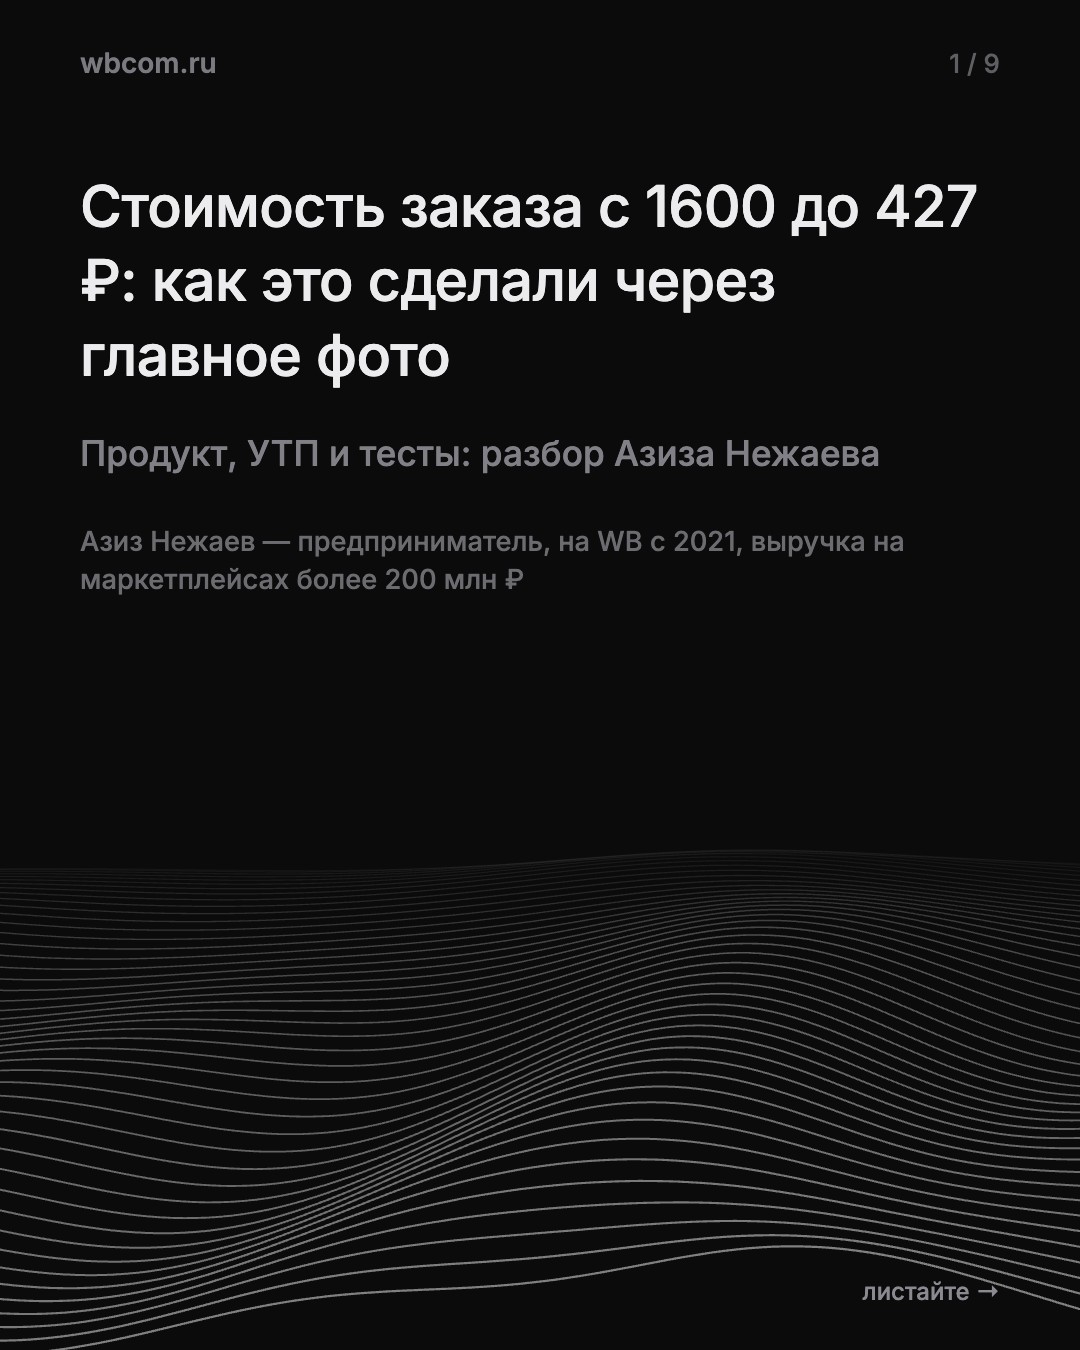 wbcom.ru
1 / 9
Стоимость заказа с 1600 до 427
₽: как это сделали через
главное фото
Продукт, УТП и тесты: разбор Азиза Нежаева
Азиз Нежаев — предприниматель, на WB с 2021, выручка на
маркетплейсах более 200 млн ₽
листайте →